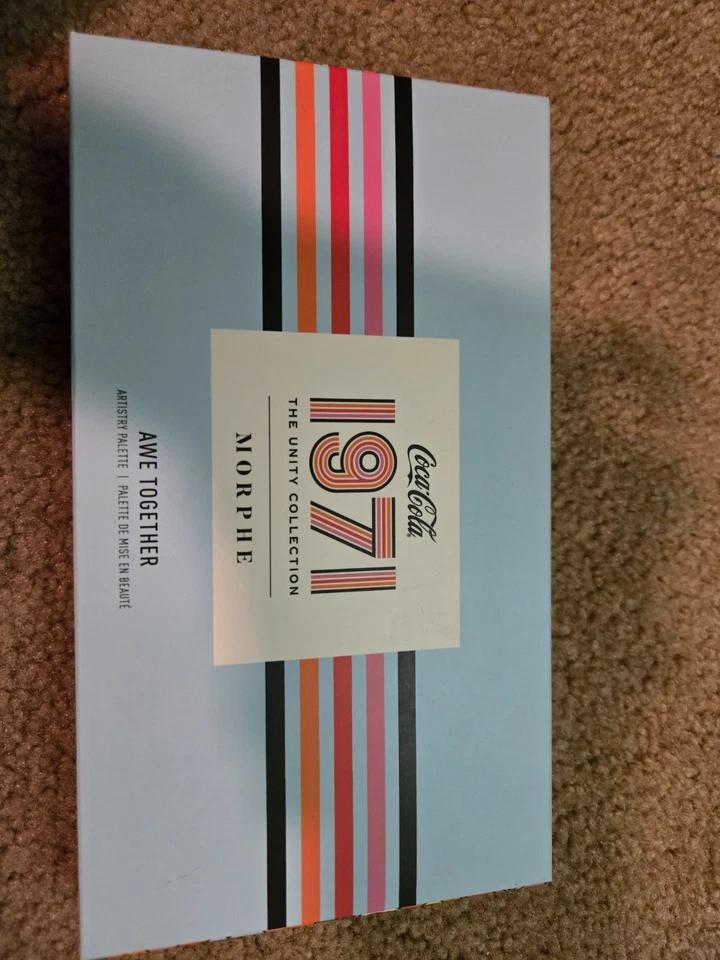 Coca-Cola
1971
THE UNITY COLLECTION
MORPHE
AWE TOGETHER
ARTISTRY PALETTE | PALETTE DE MISE EN BEAUTÉ